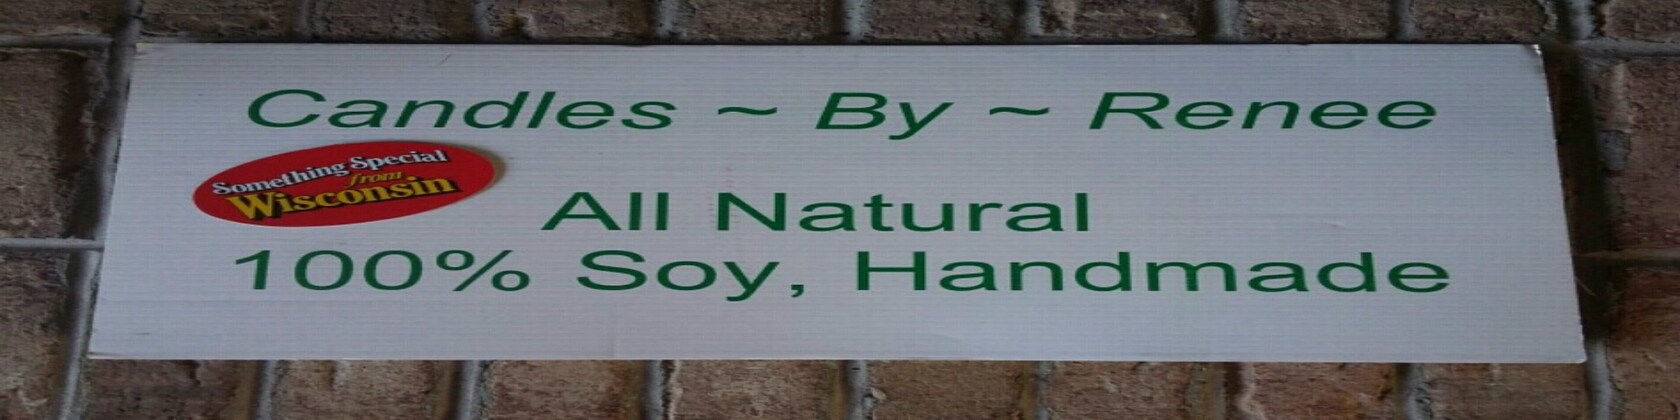 Candles ~ By ~ Renee
Something Special
from
Wisconsin
All Natural
100% Soy, Handmade